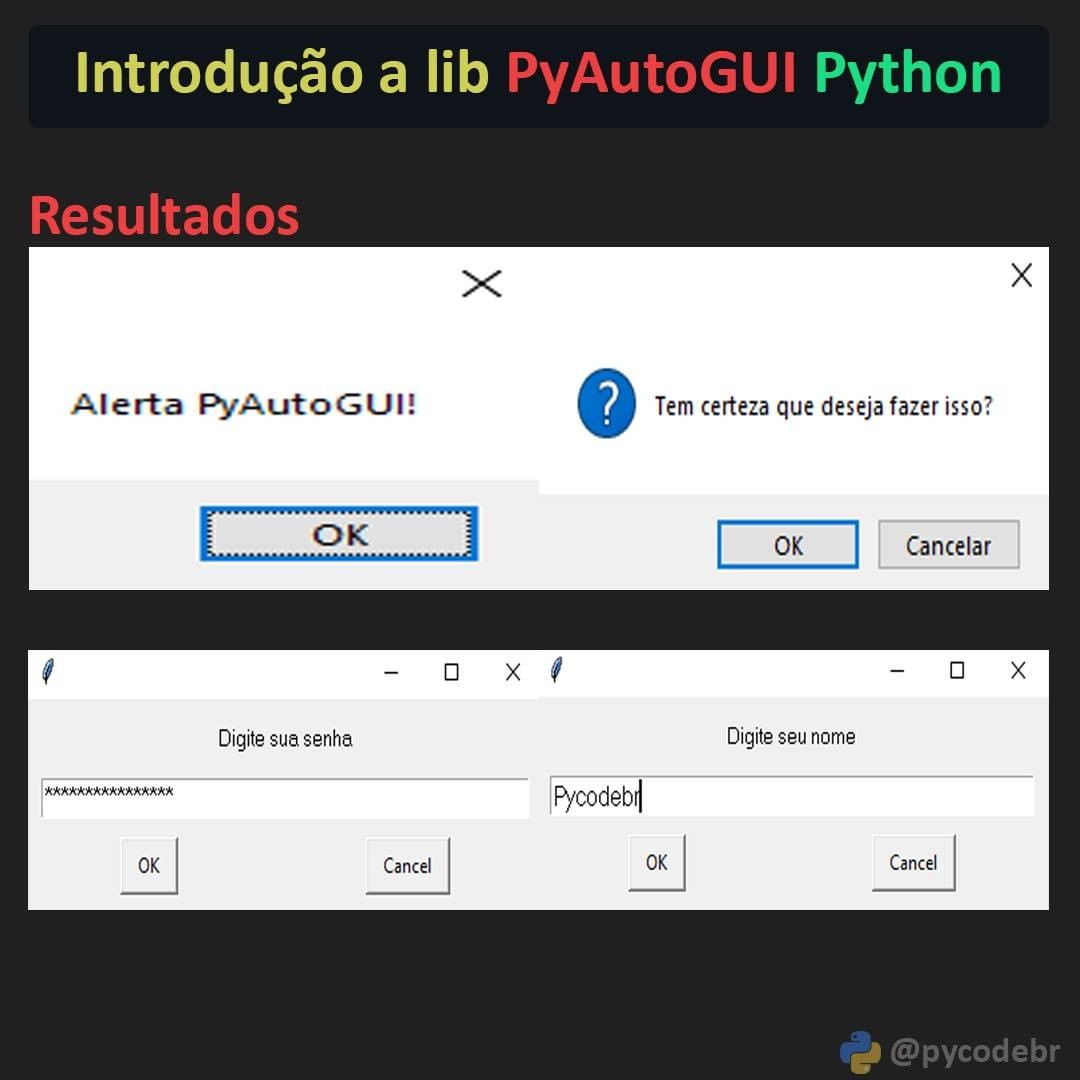 Introdução a lib PyAutoGUI Python
Resultados
Alerta PyAutoGUI!
OK
? Tem certeza que deseja fazer isso?
OK Cancelar
Digite sua senha
****************
OK Cancel
Digite seu nome
Pycodebr
OK Cancel
@pycodebr